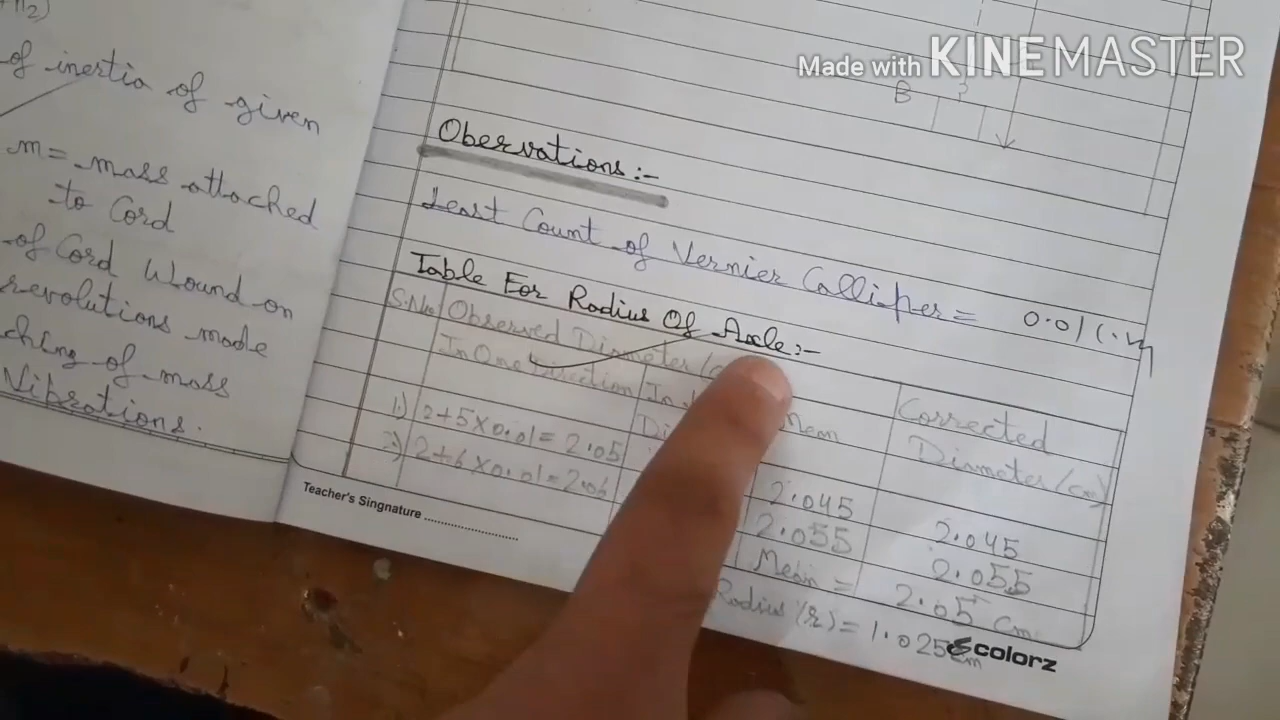 of inertia of given
m = mass attached
to Cord
of Cord Wound on
revolutions made
ching of mass
Vibrations.
Made with KINEMASTER
B
Obervations:-
Least Count of Vernier Calliper = 0.01 cm
Table For Radius Of Axle:-
S.No Observed Diameter
In One Direction In Mean Corrected
Diameter/cm)
1.) 2+5×0.01=2.05 2.045 2.045
2.) 2+6×0.01=2.06 2.055 2.055
Mean = 2.05 cm
Radius (r) = 1.025 cm
Teacher's Singnature ....................
colorz